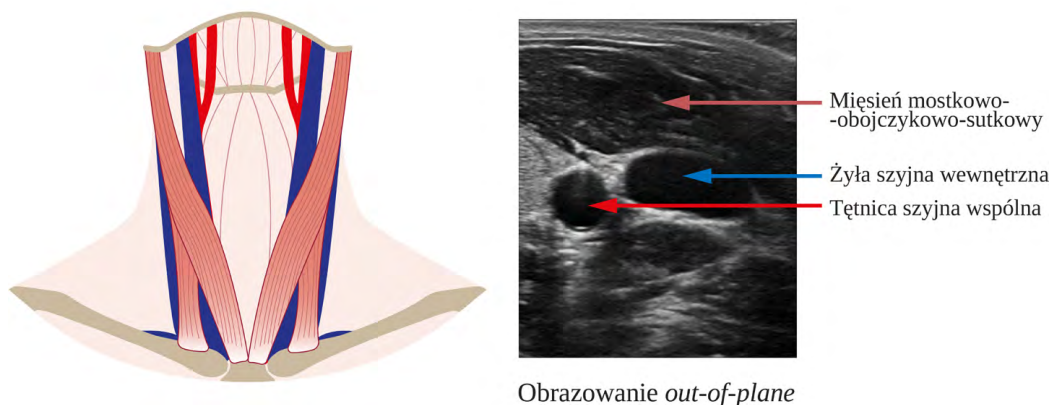 Mięsień mostkowo-
-obojczykowo-sutkowy
Żyła szyjna wewnętrzna
Tętnica szyjna wspólna
Obrazowanie out-of-plane